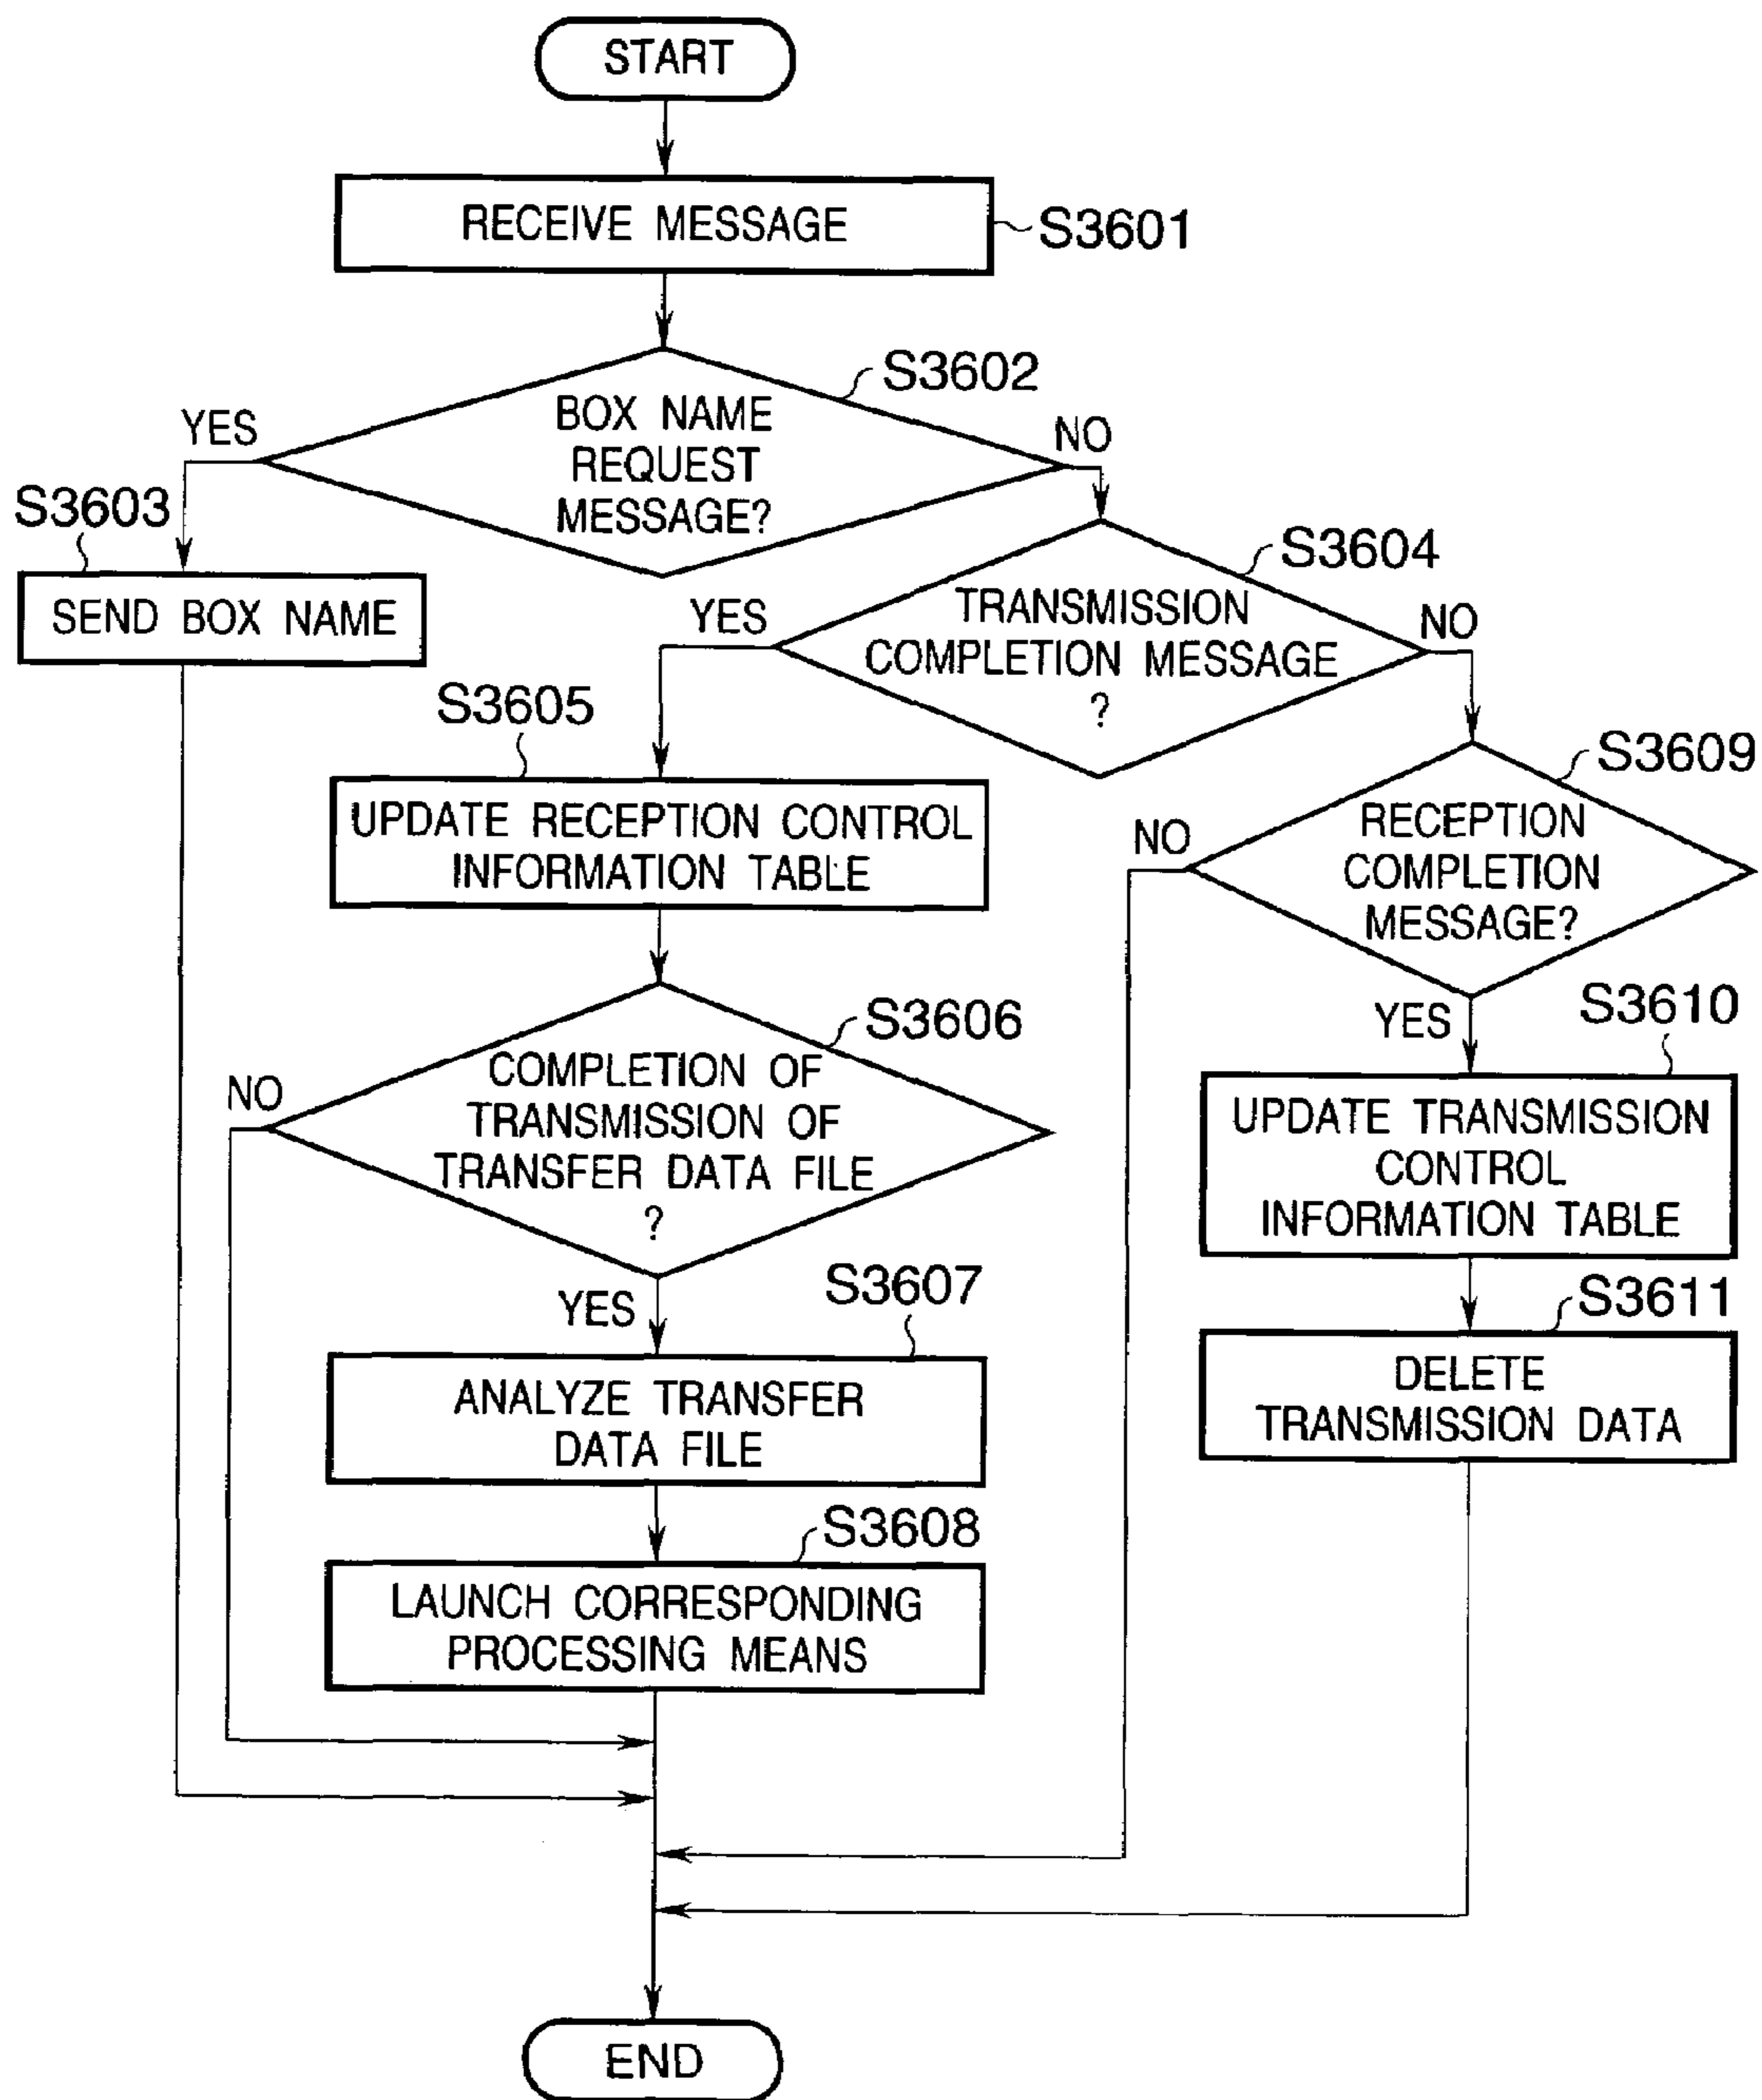 START
RECEIVE MESSAGE
S3601
S3602
BOX NAME
REQUEST
MESSAGE?
YES
NO
S3603
SEND BOX NAME
S3604
TRANSMISSION
COMPLETION MESSAGE
?
YES
NO
S3605
UPDATE RECEPTION CONTROL
INFORMATION TABLE
S3609
RECEPTION
COMPLETION
MESSAGE?
NO
YES
S3606
COMPLETION OF
TRANSMISSION OF
TRANSFER DATA FILE
?
NO
YES
S3610
UPDATE TRANSMISSION
CONTROL
INFORMATION TABLE
S3607
ANALYZE TRANSFER
DATA FILE
S3611
DELETE
TRANSMISSION DATA
S3608
LAUNCH CORRESPONDING
PROCESSING MEANS
END